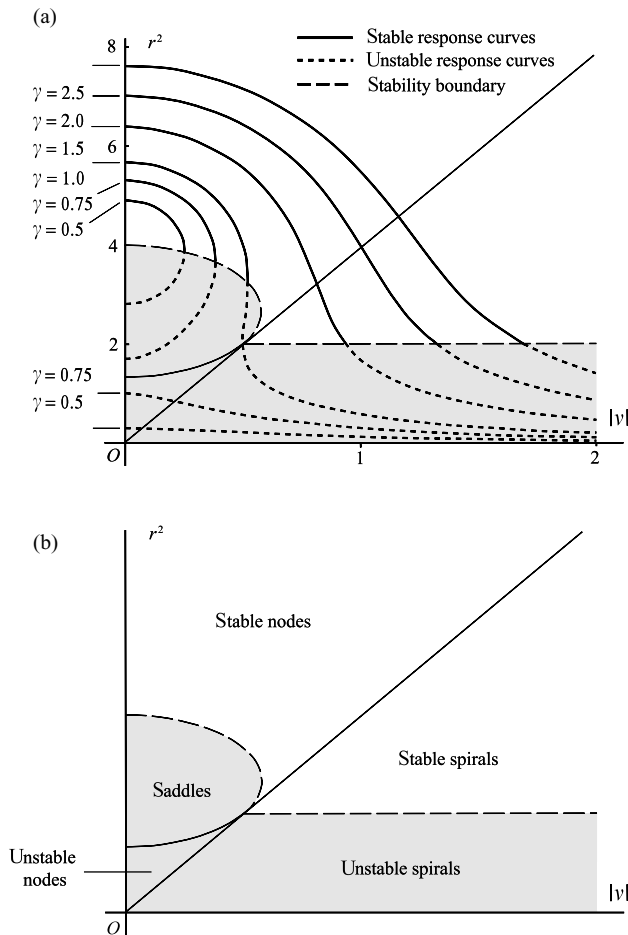 (a)
8
r²
Stable response curves
Unstable response curves
Stability boundary
γ = 2.5
γ = 2.0
6
γ = 1.5
γ = 1.0
γ = 0.75
γ = 0.5
4
2
γ = 0.75
γ = 0.5
|ν|
O
1
2
(b)
r²
Stable nodes
Stable spirals
Saddles
Unstable
nodes
Unstable spirals
|ν|
O